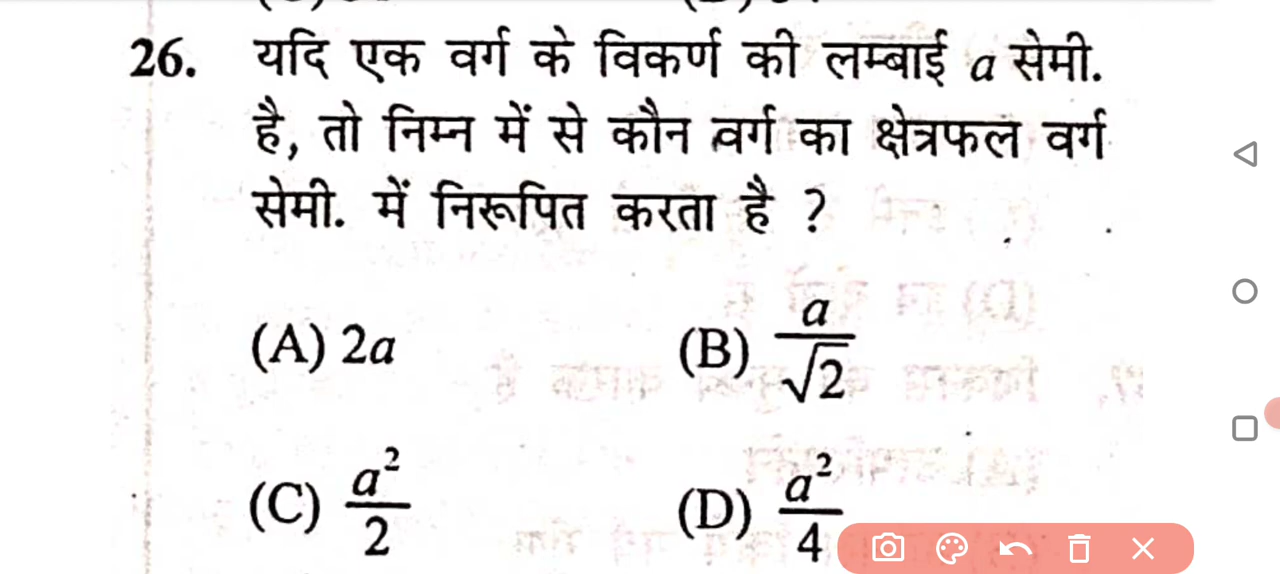 26. यदि एक वर्ग के विकर्ण की लम्बाई a सेमी.
है, तो निम्न में से कौन वर्ग का क्षेत्रफल वर्ग
सेमी. में निरूपित करता है ?
(A) 2a (B) a/√2
(C) a²/2 (D) a²/4